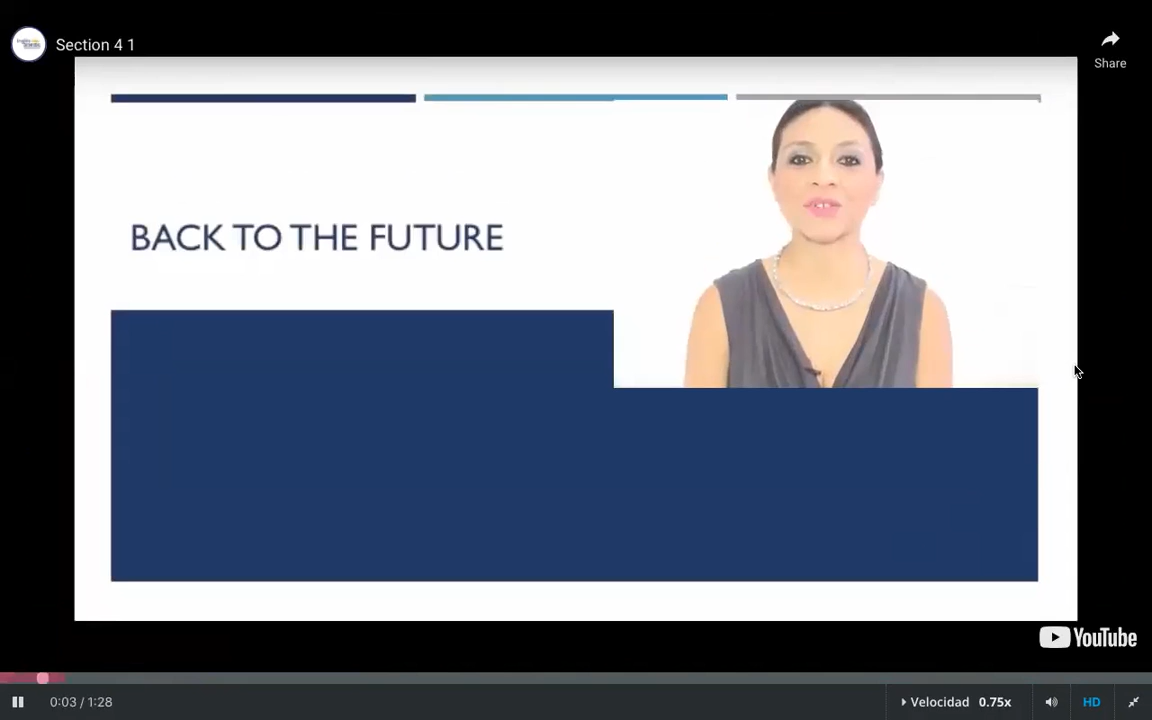 Section 4 1
Share
BACK TO THE FUTURE
YouTube
0:03 / 1:28
Velocidad 0.75x
HD